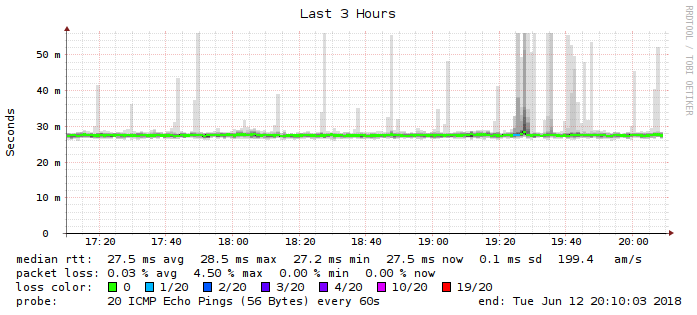 Last 3 Hours
RRDTOOL / TOBI OETIKER
Seconds
50 m
40 m
30 m
20 m
10 m
0
17:20 17:40 18:00 18:20 18:40 19:00 19:20 19:40 20:00
median rtt: 27.5 ms avg 28.5 ms max 27.2 ms min 27.5 ms now 0.1 ms sd 199.4 am/s
packet loss: 0.03 % avg 4.50 % max 0.00 % min 0.00 % now
loss color: 0 1/20 2/20 3/20 4/20 10/20 19/20
probe: 20 ICMP Echo Pings (56 Bytes) every 60s end: Tue Jun 12 20:10:03 2018